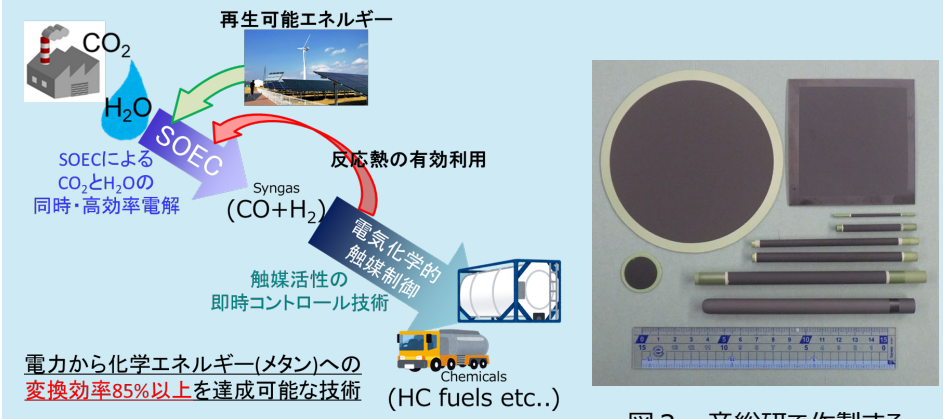 再生可能エネルギー
CO2
H2O
SOEC
SOECによる
CO2とH2Oの
同時・高効率電解
反応熱の有効利用
Syngas
(CO+H2)
電気化学的
触媒制御
触媒活性の
即時コントロール技術
電力から化学エネルギー(メタン)への
変換効率85%以上を達成可能な技術
Chemicals
(HC fuels etc..)